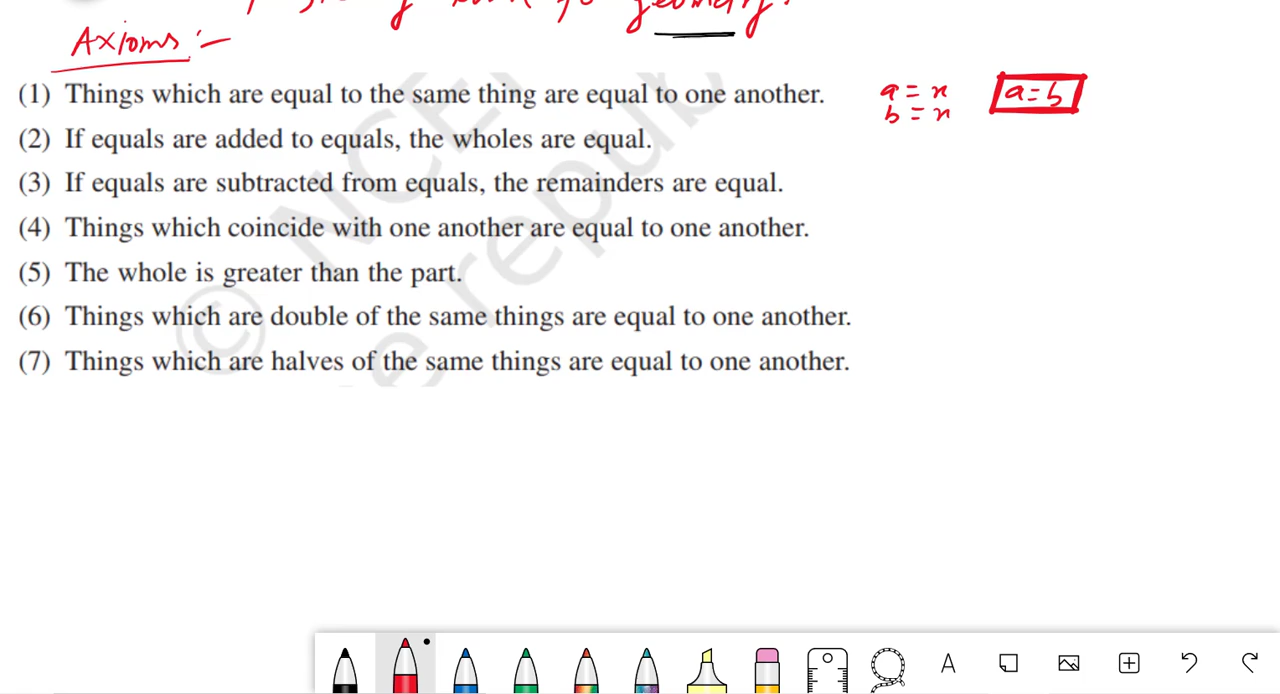 geometry.
Axioms :-
(1) Things which are equal to the same thing are equal to one another. a = x a = b
b = x
(2) If equals are added to equals, the wholes are equal.
(3) If equals are subtracted from equals, the remainders are equal.
(4) Things which coincide with one another are equal to one another.
(5) The whole is greater than the part.
(6) Things which are double of the same things are equal to one another.
(7) Things which are halves of the same things are equal to one another.
© NCE
e republ
A